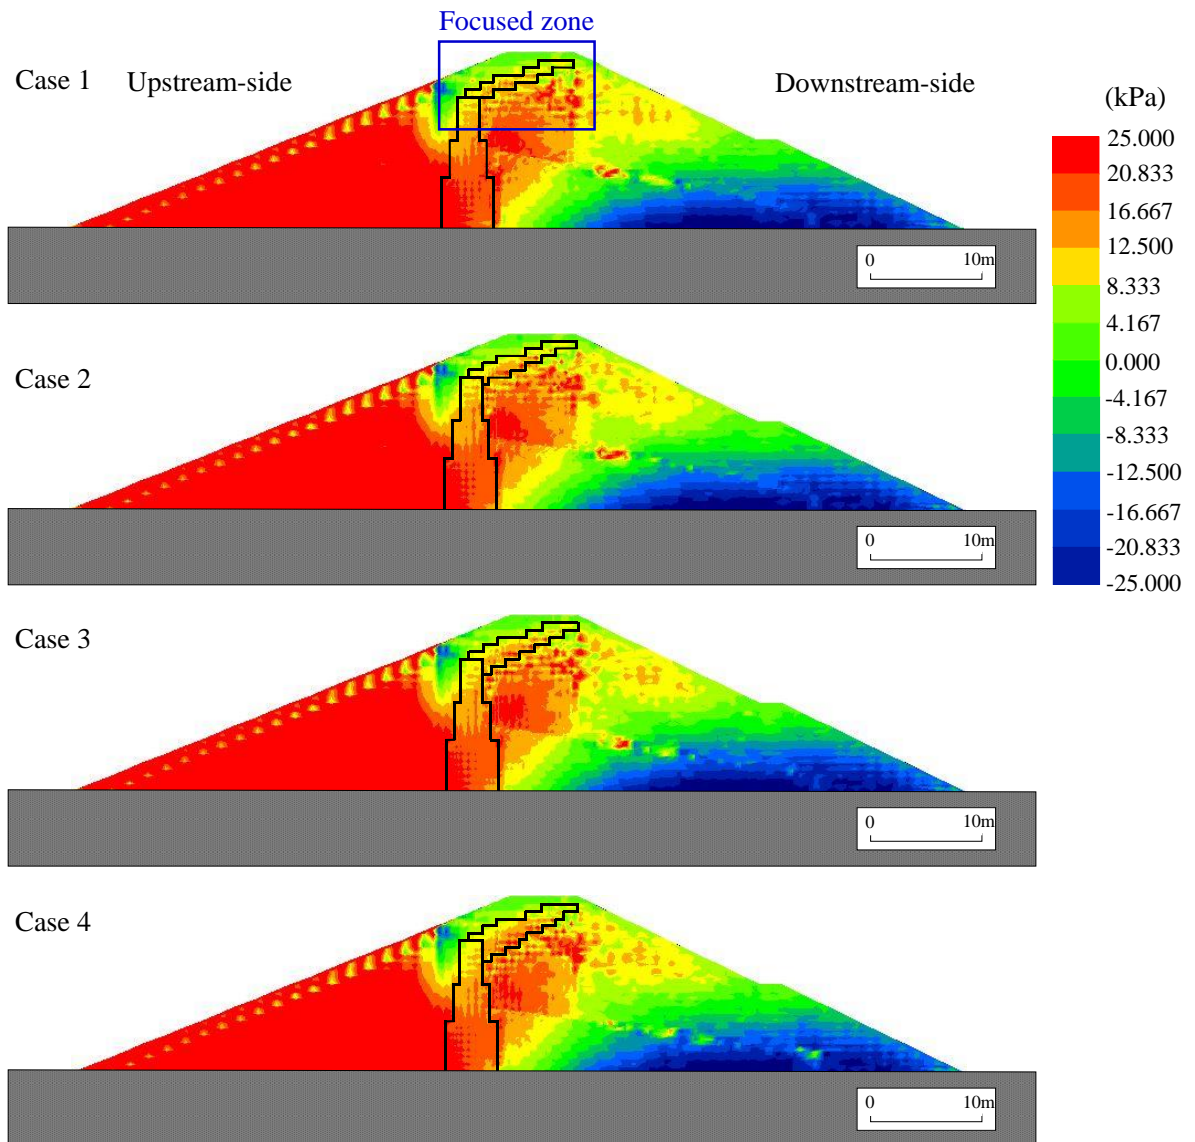 Focused zone
Case 1
Upstream-side
Downstream-side
(kPa)
25.000
20.833
16.667
12.500
8.333
4.167
0.000
-4.167
-8.333
-12.500
-16.667
-20.833
-25.000
0 10m
Case 2
0 10m
Case 3
0 10m
Case 4
0 10m